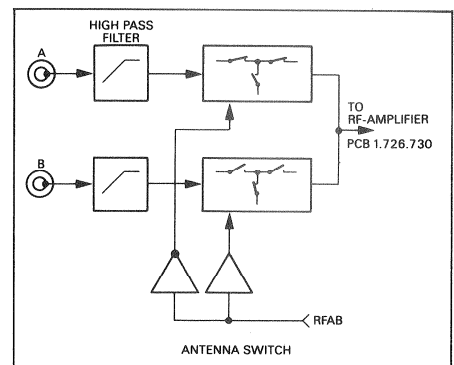 HIGH PASS
FILTER
A
TO
RF-AMPLIFIER
PCB 1.726.730
B
RFAB
ANTENNA SWITCH